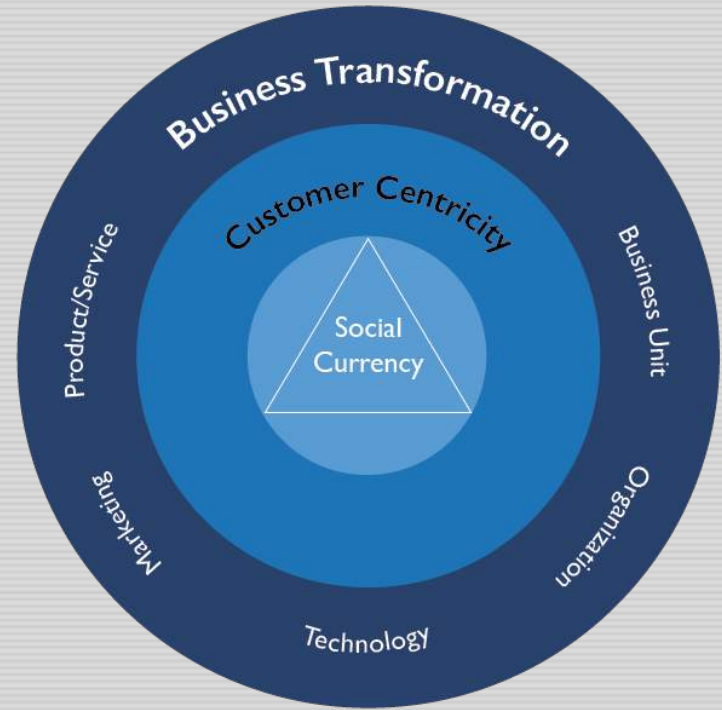 Business Transformation
Customer Centricity
Social
Currency
Product/Service
Business Unit
Marketing
Organization
Technology